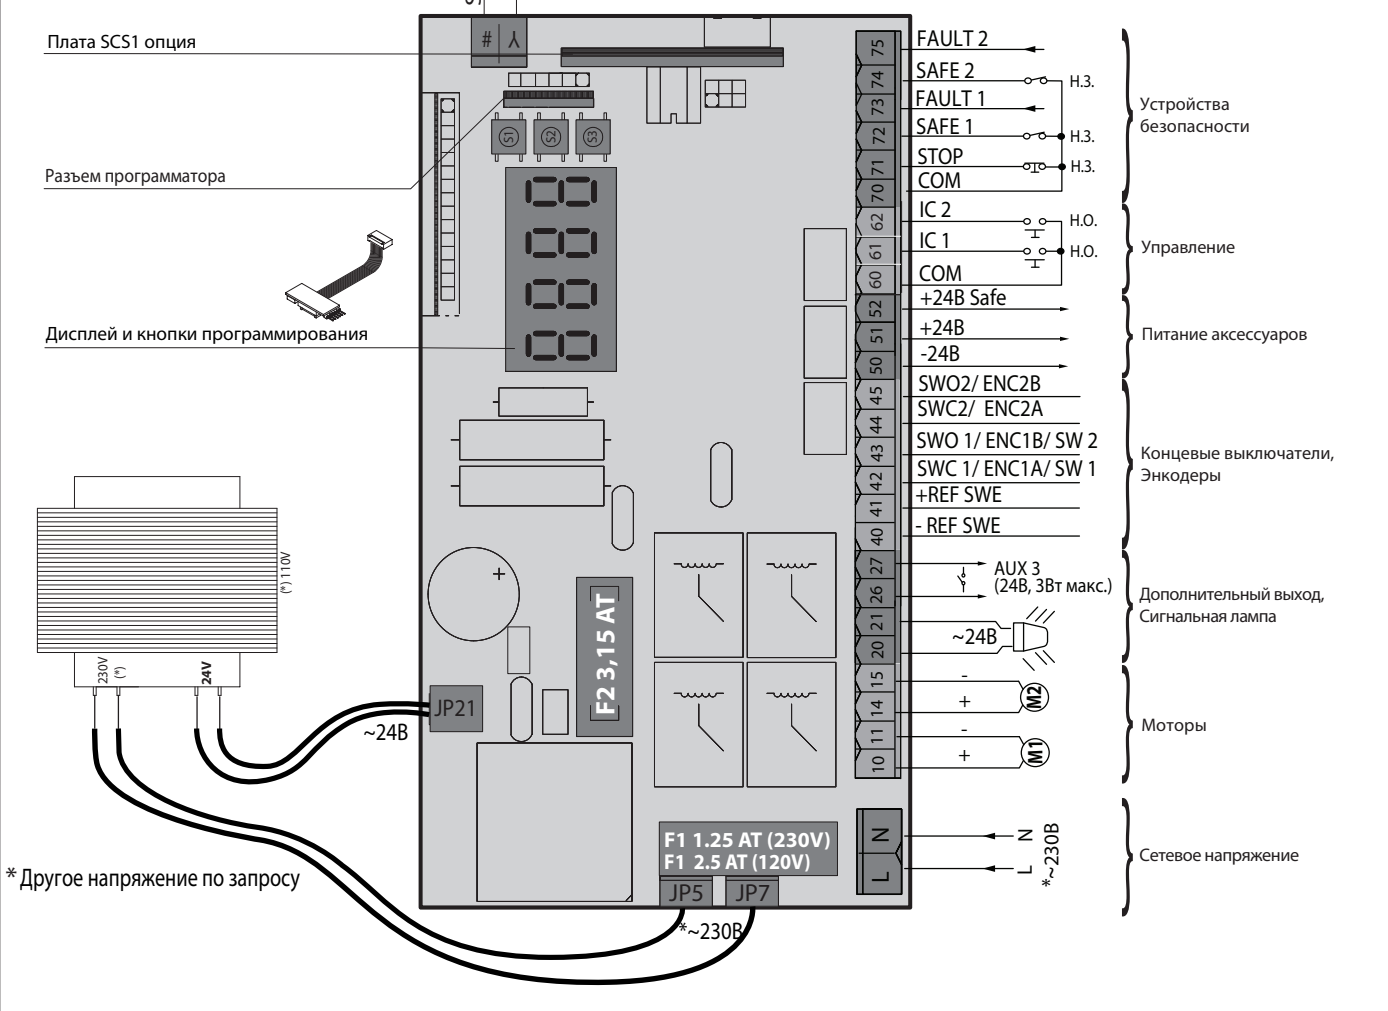 Плата SCS1 опция
# Y
S1 S2 S3
Разъем программатора
Дисплей и кнопки программирования
75 FAULT 2
74 SAFE 2 Н.З.
73 FAULT 1
72 SAFE 1 Н.З.
71 STOP Н.З.
70 COM
Устройства
безопасности
62 IC 2 Н.О.
61 IC 1 Н.О.
60 COM
Управление
52 +24В Safe
51 +24В
50 -24В
Питание аксессуаров
45 SWO2/ ENC2B
44 SWC2/ ENC2A
43 SWO 1/ ENC1B/ SW 2
42 SWC 1/ ENC1A/ SW 1
41 +REF SWE
40 - REF SWE
Концевые выключатели,
Энкодеры
27 AUX 3
26 (24В, 3Вт макс.)
21
20 ~24В
Дополнительный выход,
Сигнальная лампа
15 -
14 + M2
11 -
10 + M1
Моторы
N N
L L
*~230В
Сетевое напряжение
(*) 110V
230V
(*)
24V
~24В
JP21
+
F2 3,15 AT
F1 1.25 AT (230V)
F1 2.5 AT (120V)
JP5 JP7
*~230В
* Другое напряжение по запросу